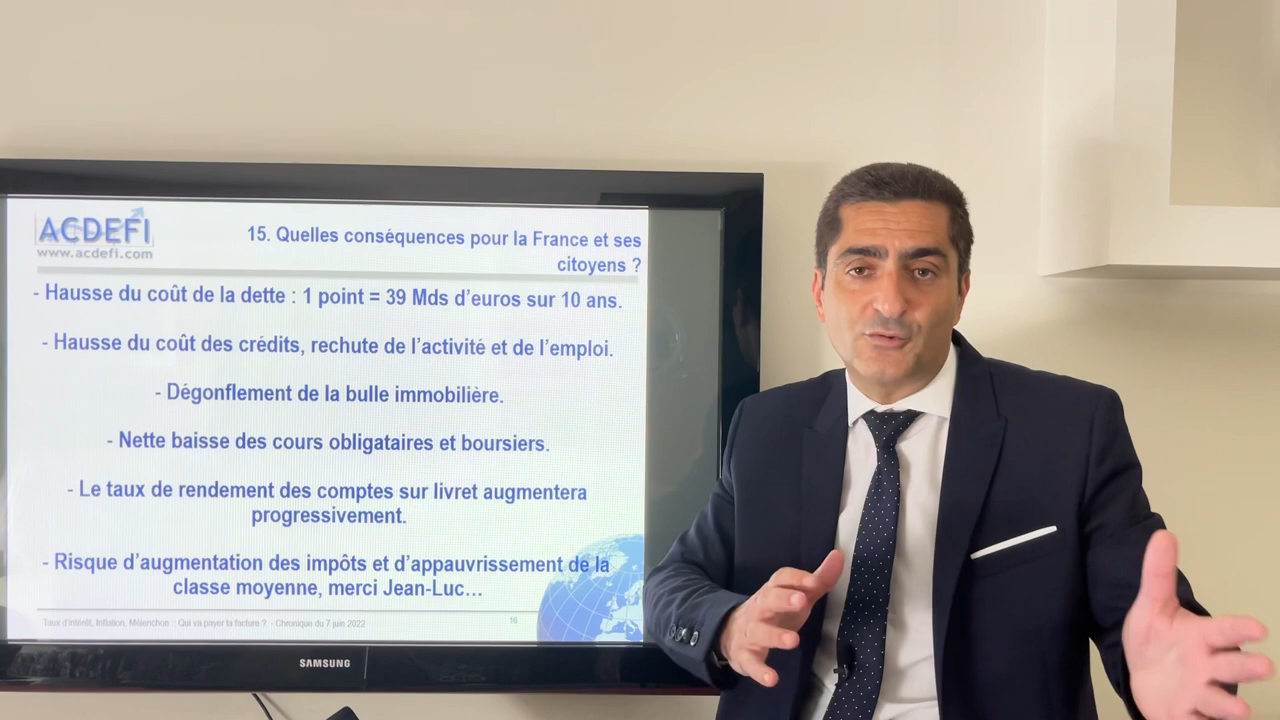 ACDEFI
www.acdefi.com
15. Quelles conséquences pour la France et ses
citoyens ?
- Hausse du coût de la dette : 1 point = 39 Mds d’euros sur 10 ans.
- Hausse du coût des crédits, rechute de l’activité et de l’emploi.
- Dégonflement de la bulle immobilière.
- Nette baisse des cours obligataires et boursiers.
- Le taux de rendement des comptes sur livret augmentera
progressivement.
- Risque d’augmentation des impôts et d’appauvrissement de la
classe moyenne, merci Jean-Luc…
Taux d'intérêt, Inflation, Mélenchon : Qui va payer la facture ? - Chronique du 7 juin 2022
16
SAMSUNG